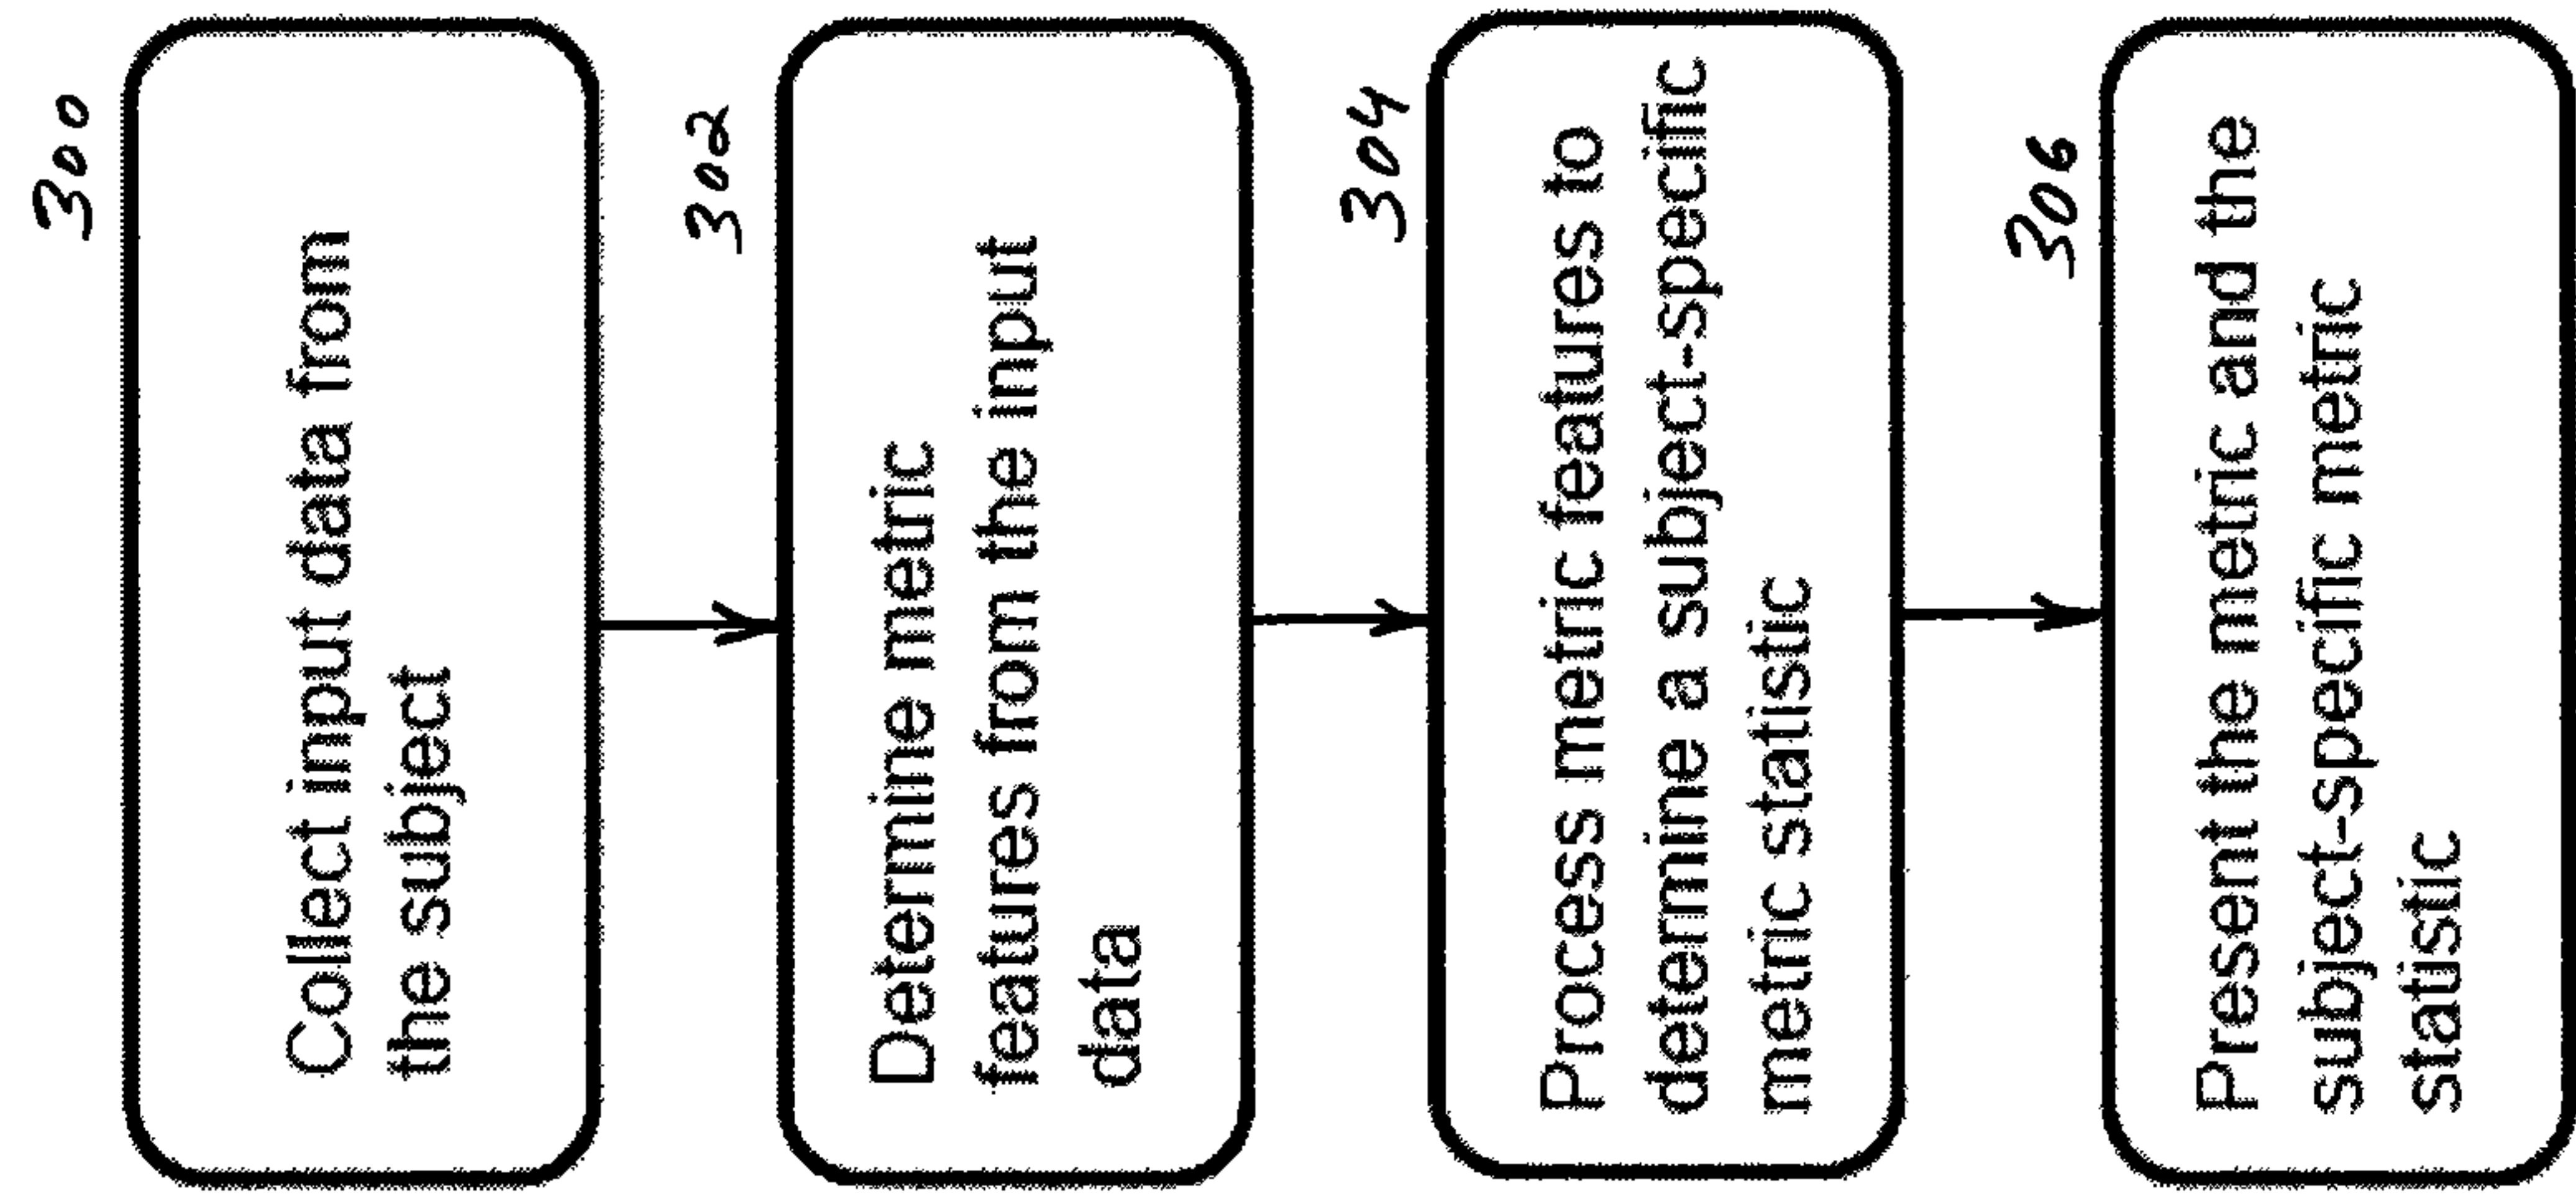 300
Collect input data from
the subject
302
Determine metric
features from the input
data
304
Process metric features to
determine a subject-specific
metric statistic
306
Present the metric and the
subject-specific metric
statistic